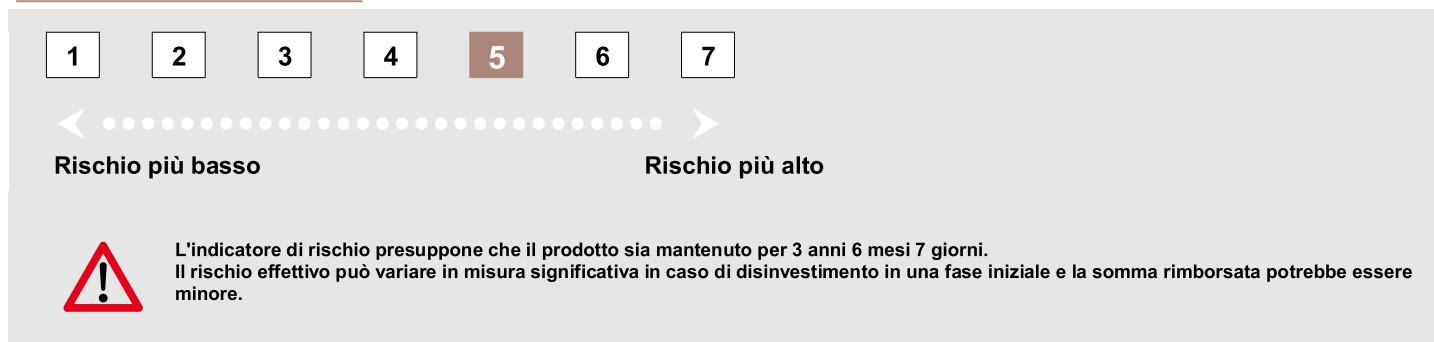 1 2 3 4 5 6 7
Rischio più basso Rischio più alto
L'indicatore di rischio presuppone che il prodotto sia mantenuto per 3 anni 6 mesi 7 giorni.
Il rischio effettivo può variare in misura significativa in caso di disinvestimento in una fase iniziale e la somma rimborsata potrebbe essere
minore.